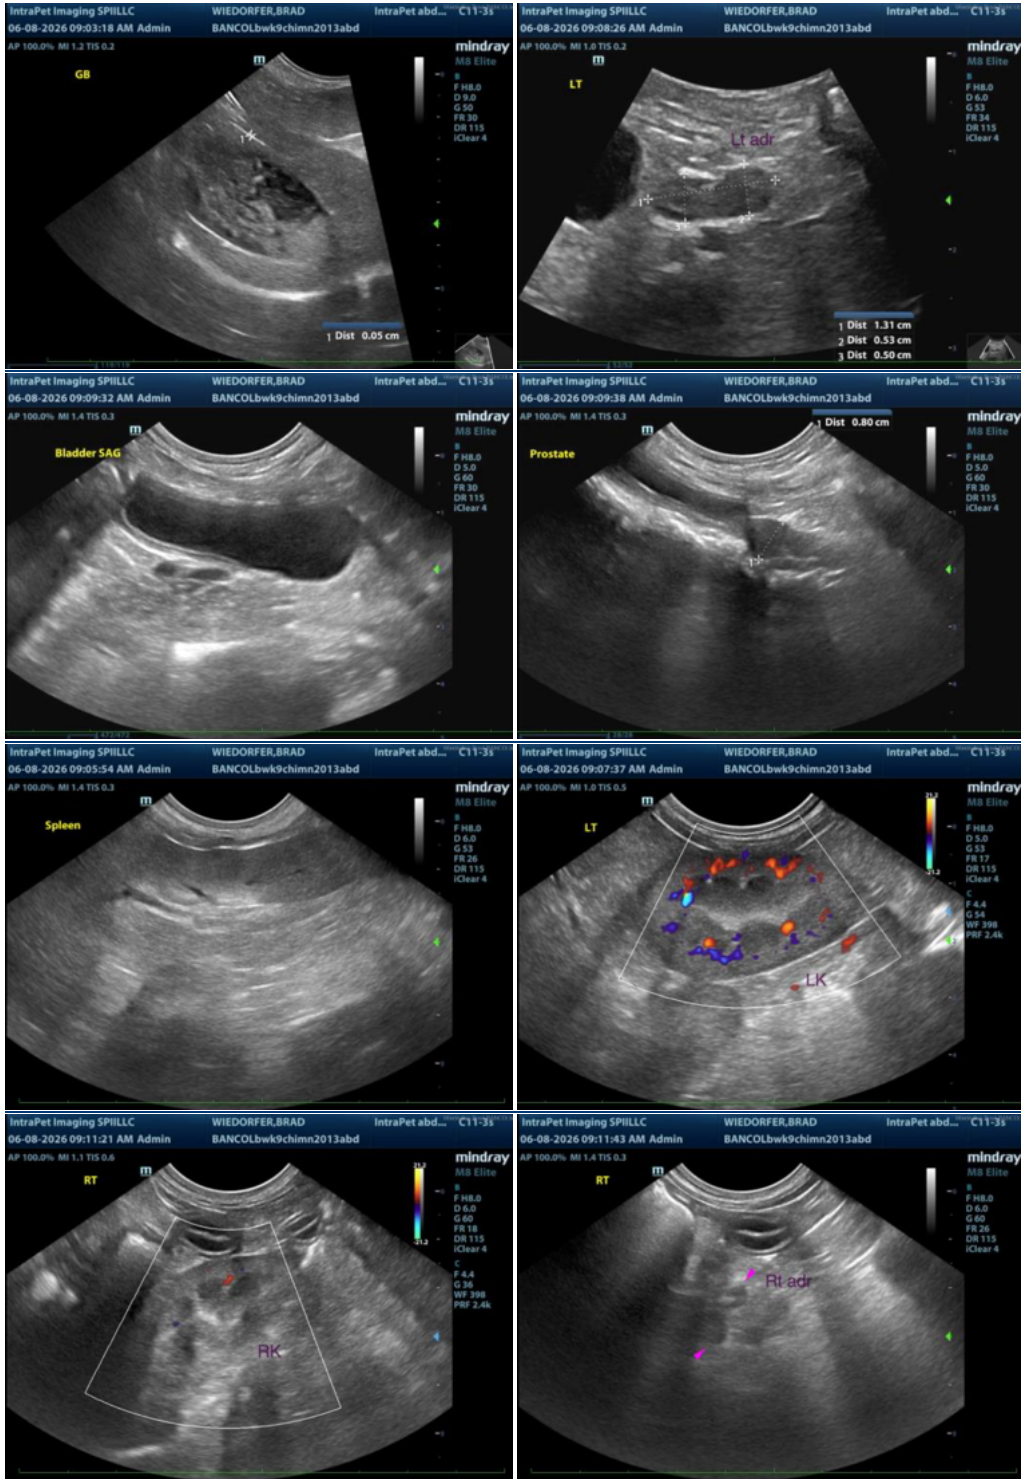 IntraPet Imaging SPIILLC WIEDORFER,BRAD IntraPet abd... C11-3s
06-08-2026 09:03:18 AM Admin BANCOLbwk9chimn2013abd
AP 100.0% MI 1.2 TIS 0.2 mindray
M8 Elite
GB
B
F H8.0
D 9.0
G 50
FR 30
DR 115
iClear 4
1
1 Dist 0.05 cm
IntraPet Imaging SPIILLC WIEDORFER,BRAD IntraPet abd... C11-3s
06-08-2026 09:08:26 AM Admin BANCOLbwk9chimn2013abd
AP 100.0% MI 1.0 TIS 0.2 mindray
M8 Elite
LT
B
F H8.0
D 6.0
G 53
FR 34
DR 115
iClear 4
Lt adr
1
2
3
1 Dist 1.31 cm
2 Dist 0.53 cm
3 Dist 0.50 cm
IntraPet Imaging SPIILLC WIEDORFER,BRAD IntraPet abd... C11-3s
06-08-2026 09:09:32 AM Admin BANCOLbwk9chimn2013abd
AP 100.0% MI 1.4 TIS 0.3 mindray
M8 Elite
Bladder SAG
B
F H8.0
D 5.0
G 60
FR 30
DR 115
iClear 4
472/472
IntraPet Imaging SPIILLC WIEDORFER,BRAD IntraPet abd... C11-3s
06-08-2026 09:09:38 AM Admin BANCOLbwk9chimn2013abd
AP 100.0% MI 1.4 TIS 0.3 mindray
1 Dist 0.80 cm
M8 Elite
Prostate
B
F H8.0
D 5.0
G 60
FR 30
DR 115
iClear 4
1
IntraPet Imaging SPIILLC WIEDORFER,BRAD IntraPet abd... C11-3s
06-08-2026 09:05:54 AM Admin BANCOLbwk9chimn2013abd
AP 100.0% MI 1.4 TIS 0.3 mindray
M8 Elite
Spleen
B
F H8.0
D 6.0
G 53
FR 26
DR 115
iClear 4
IntraPet Imaging SPIILLC WIEDORFER,BRAD IntraPet abd... C11-3s
06-08-2026 09:07:37 AM Admin BANCOLbwk9chimn2013abd
AP 100.0% MI 1.0 TIS 0.5 mindray
21.2
M8 Elite
LT
B
F H8.0
D 5.0
G 53
FR 17
DR 115
iClear 4
-21.2
C
F 4.4
G 54
WF 398
PRF 2.4k
LK
IntraPet Imaging SPIILLC WIEDORFER,BRAD IntraPet abd... C11-3s
06-08-2026 09:11:21 AM Admin BANCOLbwk9chimn2013abd
AP 100.0% MI 1.1 TIS 0.6 mindray
21.2
M8 Elite
RT
B
F H8.0
D 6.0
G 60
FR 18
DR 115
iClear 4
-21.2
C
F 4.4
G 36
WF 398
PRF 2.4k
RK
IntraPet Imaging SPIILLC WIEDORFER,BRAD IntraPet abd... C11-3s
06-08-2026 09:11:43 AM Admin BANCOLbwk9chimn2013abd
AP 100.0% MI 1.4 TIS 0.3 mindray
M8 Elite
RT
B
F H8.0
D 6.0
G 60
FR 26
DR 115
iClear 4
Rt adr